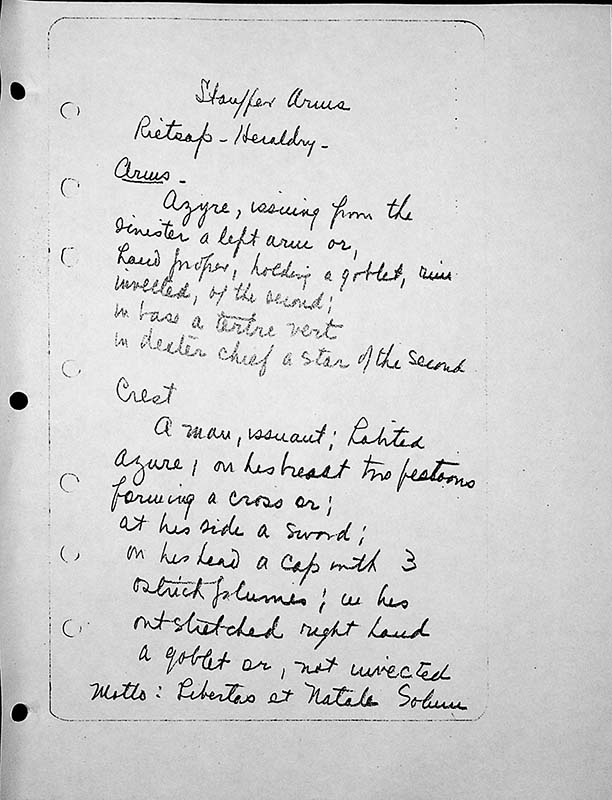 Stauffer Arms
Rietsap - Heraldry -
Arms -
Azyre, issuing from the
sinister a left arm or,
hand proper, holding a goblet, rim
invected, of the second;
in base a tertre vert
in dexter chief a star of the second
Crest
A man, issuant; habited
azure, on his breast two festoons
forming a cross or;
at his side a sword;
on his head a cap with 3
ostrich plumes; in his
outstretched right hand
a goblet or, not invected
Motto: Libertas et Natale Solum